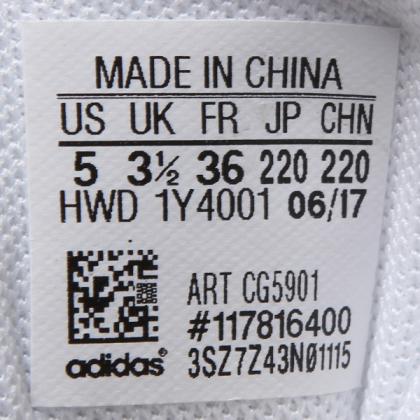 MADE IN CHINA
US UK FR JP CHN
5 3½ 36 220 220
HWD 1Y4001 06/17
ART CG5901
#117816400
adidas 3SZ7Z43N01115